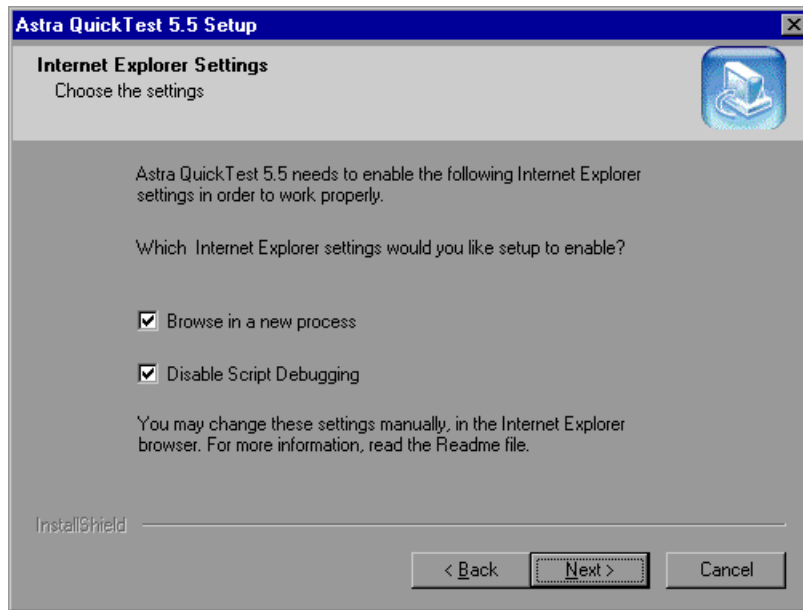 Astra QuickTest 5.5 Setup
Internet Explorer Settings
Choose the settings
Astra QuickTest 5.5 needs to enable the following Internet Explorer
settings in order to work properly.
Which  Internet Explorer settings would you like setup to enable?
Browse in a new process
Disable Script Debugging
You may change these settings manually, in the Internet Explorer
browser. For more information, read the Readme file.
InstallShield
< Back
Next >
Cancel